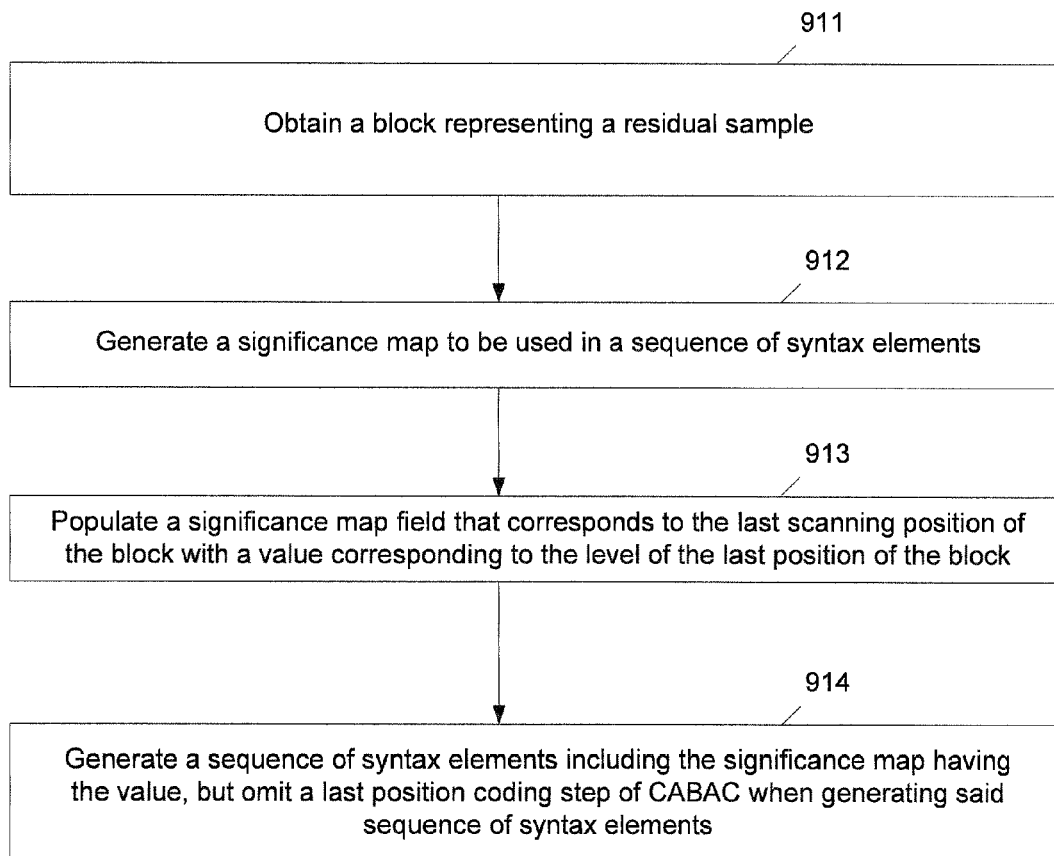 911
Obtain a block representing a residual sample
912
Generate a significance map to be used in a sequence of syntax elements
913
Populate a significance map field that corresponds to the last scanning position of
the block with a value corresponding to the level of the last position of the block
914
Generate a sequence of syntax elements including the significance map having
the value, but omit a last position coding step of CABAC when generating said
sequence of syntax elements